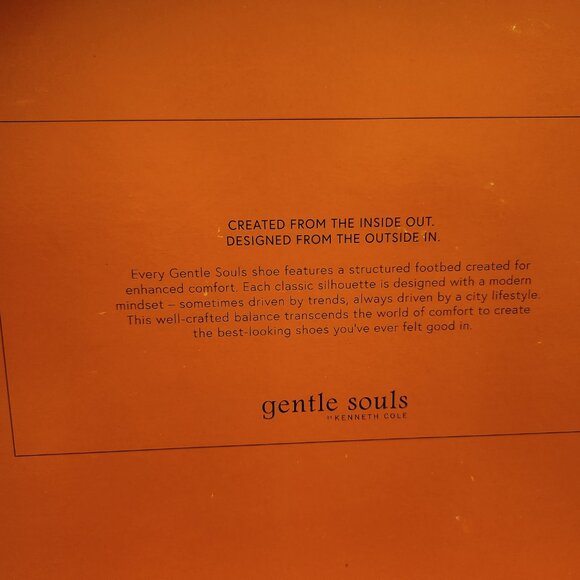 CREATED FROM THE INSIDE OUT.
DESIGNED FROM THE OUTSIDE IN.
Every Gentle Souls shoe features a structured footbed created for
enhanced comfort. Each classic silhouette is designed with a modern
mindset – sometimes driven by trends, always driven by a city lifestyle.
This well-crafted balance transcends the world of comfort to create
the best-looking shoes you've ever felt good in.
gentle souls
BY KENNETH COLE